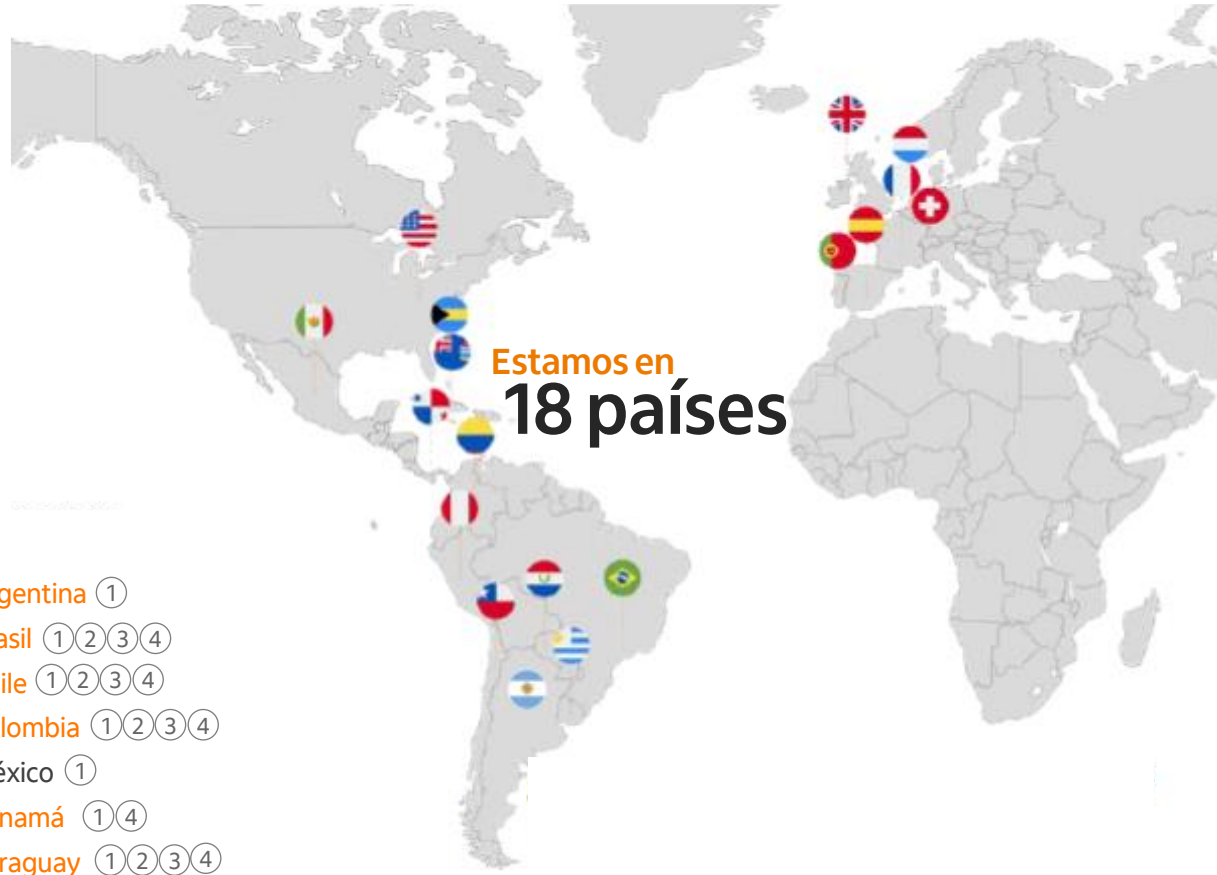 Estamos en
18 países
gentina ①
asil ①②③④
ile ①②③④
lombia ①②③④
éxico ①
namá ①④
raguay ①②③④